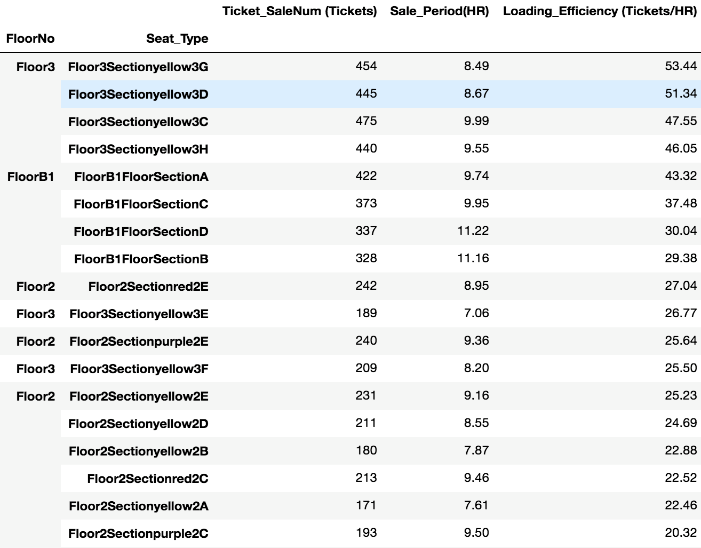 Ticket_SaleNum (Tickets) Sale_Period(HR) Loading_Efficiency (Tickets/HR)
FloorNo Seat_Type
Floor3 Floor3Sectionyellow3G 454 8.49 53.44
Floor3Sectionyellow3D 445 8.67 51.34
Floor3Sectionyellow3C 475 9.99 47.55
Floor3Sectionyellow3H 440 9.55 46.05
FloorB1 FloorB1FloorSectionA 422 9.74 43.32
FloorB1FloorSectionC 373 9.95 37.48
FloorB1FloorSectionD 337 11.22 30.04
FloorB1FloorSectionB 328 11.16 29.38
Floor2 Floor2Sectionred2E 242 8.95 27.04
Floor3 Floor3Sectionyellow3E 189 7.06 26.77
Floor2 Floor2Sectionpurple2E 240 9.36 25.64
Floor3 Floor3Sectionyellow3F 209 8.20 25.50
Floor2 Floor2Sectionyellow2E 231 9.16 25.23
Floor2Sectionyellow2D 211 8.55 24.69
Floor2Sectionyellow2B 180 7.87 22.88
Floor2Sectionred2C 213 9.46 22.52
Floor2Sectionyellow2A 171 7.61 22.46
Floor2Sectionpurple2C 193 9.50 20.32